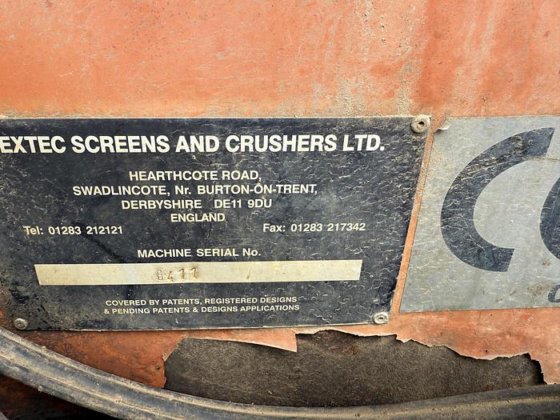 EXTEC SCREENS AND CRUSHERS LTD.
HEARTHCOTE ROAD,
SWADLINCOTE, Nr. BURTON-ON-TRENT,
DERBYSHIRE DE11 9DU
ENGLAND
Tel: 01283 212121 Fax: 01283 217342
MACHINE SERIAL No.
COVERED BY PATENTS, REGISTERED DESIGNS
& PENDING PATENTS & DESIGNS APPLICATIONS